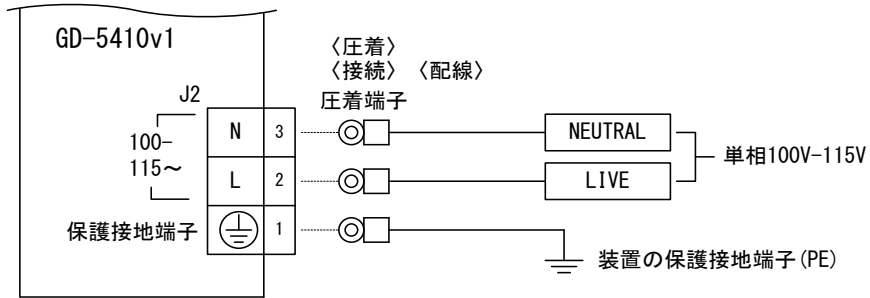 GD-5410v1
〈圧着〉
〈接続〉〈配線〉
圧着端子
J2
100-
115～
N 3
NEUTRAL
L 2
LIVE
単相100V-115V
保護接地端子
1
装置の保護接地端子(PE)